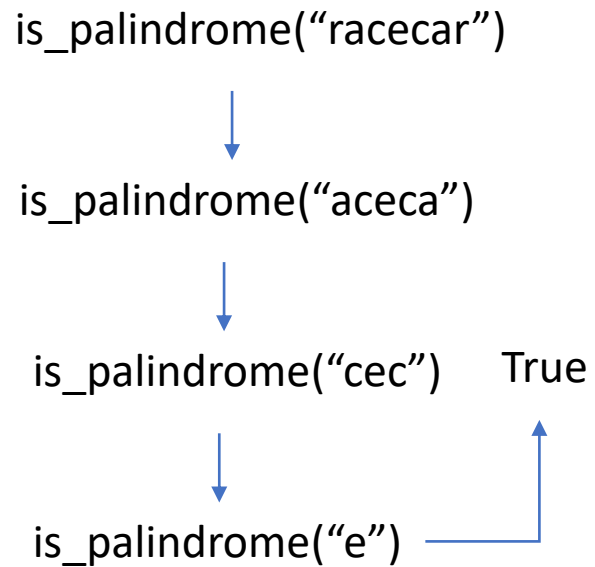 is_palindrome(“racecar”)
is_palindrome(“aceca”)
is_palindrome(“cec”) True
is_palindrome(“e”)